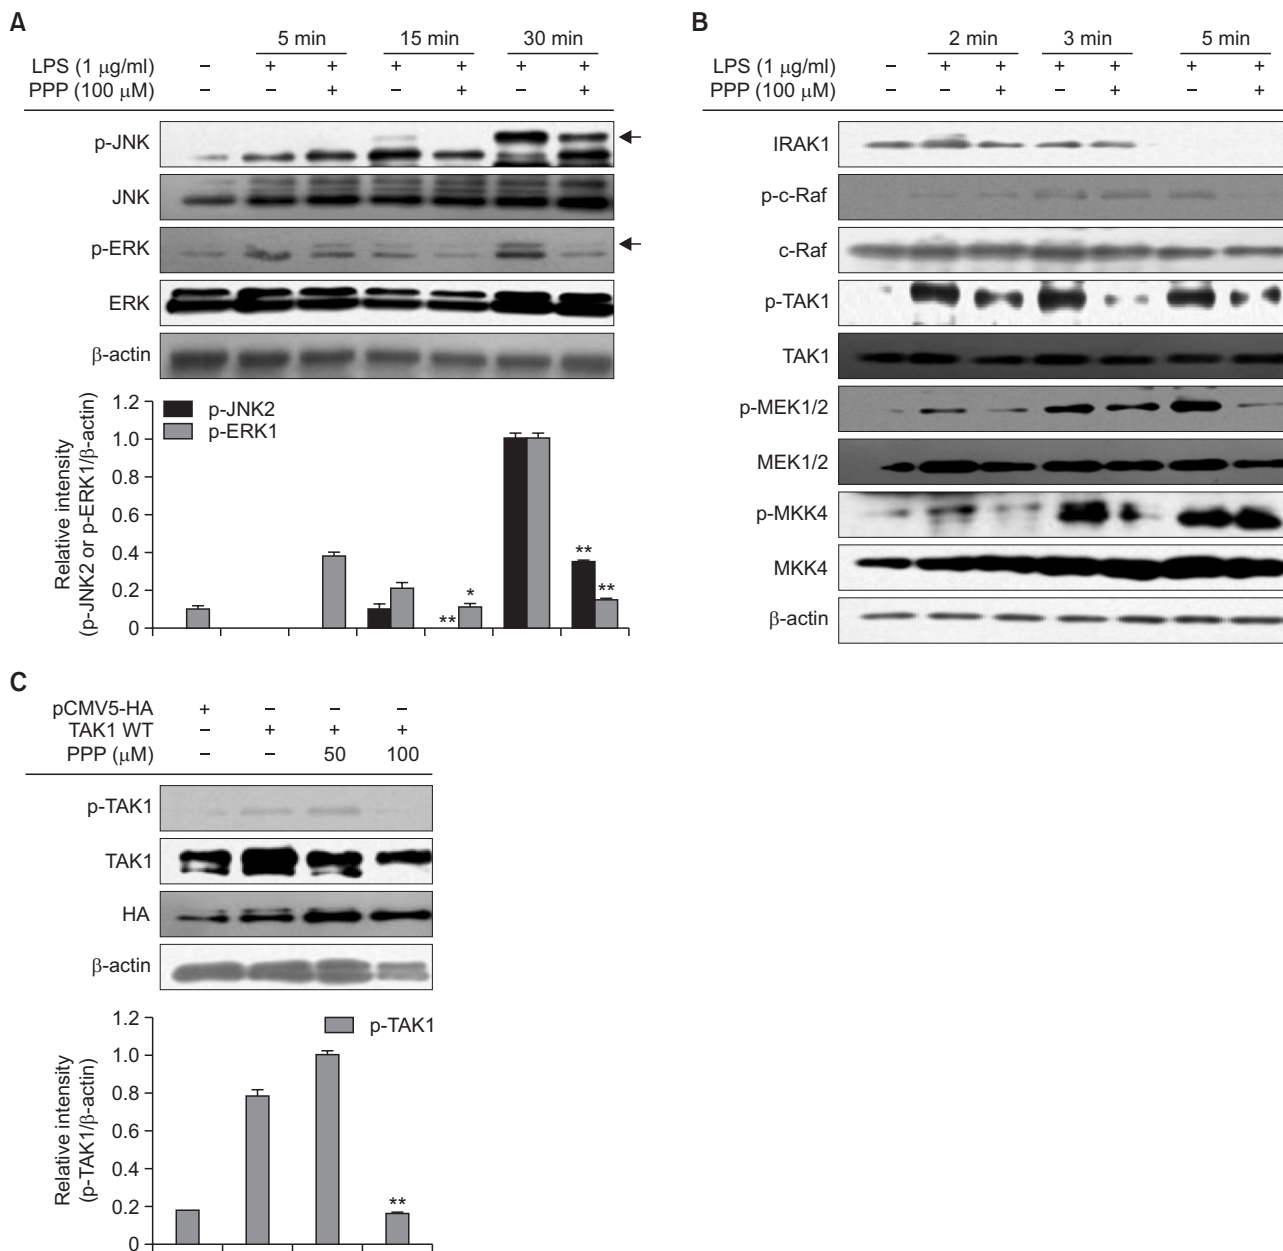 A
5 min 15 min 30 min
LPS (1 μg/ml) – + + + + + +
PPP (100 μM) – – + – + – +
p-JNK
JNK
p-ERK
ERK
β-actin
1.2
1.0
0.8
0.6
0.4
0.2
0
Relative intensity
(p-JNK2 or p-ERK1/β-actin)
p-JNK2
p-ERK1
** * ** **
B
2 min 3 min 5 min
LPS (1 μg/ml) – + + + + + +
PPP (100 μM) – – + – + – +
IRAK1
p-c-Raf
c-Raf
p-TAK1
TAK1
p-MEK1/2
MEK1/2
p-MKK4
MKK4
β-actin
C
pCMV5-HA + – – –
TAK1 WT – + + +
PPP (μM) – – 50 100
p-TAK1
TAK1
HA
β-actin
1.2
1.0
0.8
0.6
0.4
0.2
0
Relative intensity
(p-TAK1/β-actin)
p-TAK1
**